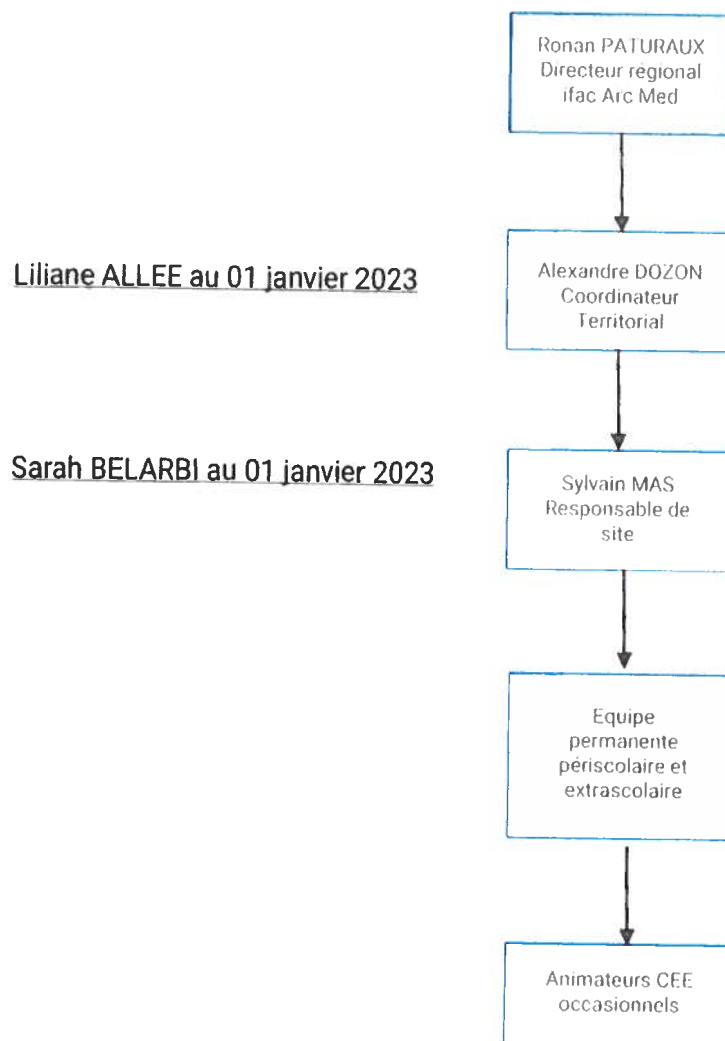 Ronan PATURAUX
Directeur régional
ifac Arc Med
Liliane ALLEE au 01 janvier 2023
Alexandre DOZON
Coordinateur
Territorial
Sarah BELARBI au 01 janvier 2023
Sylvain MAS
Responsable de
site
Equipe
permanente
périscolaire et
extrascolaire
Animateurs CEE
occasionnels